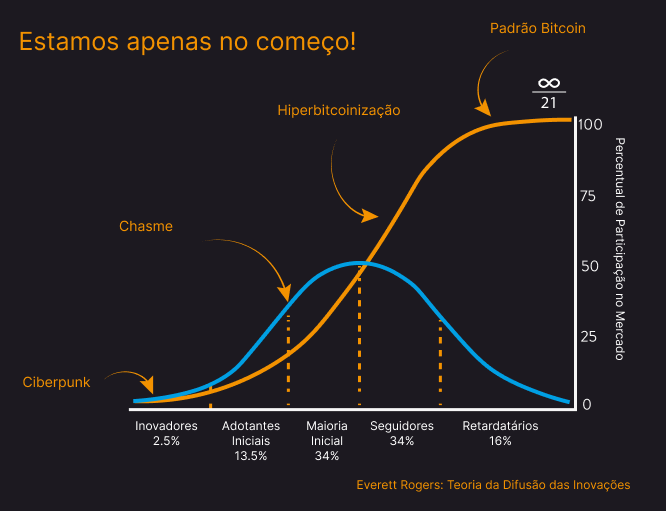 Estamos apenas no começo!
Padrão Bitcoin
∞
21
Hiperbitcoinização
Chasme
Ciberpunk
100
75
50
25
0
Percentual de Participação no Mercado
Inovadores
2.5%
Adotantes
Iniciais
13.5%
Maioria
Inicial
34%
Seguidores
34%
Retardatários
16%
Everett Rogers: Teoria da Difusão das Inovações